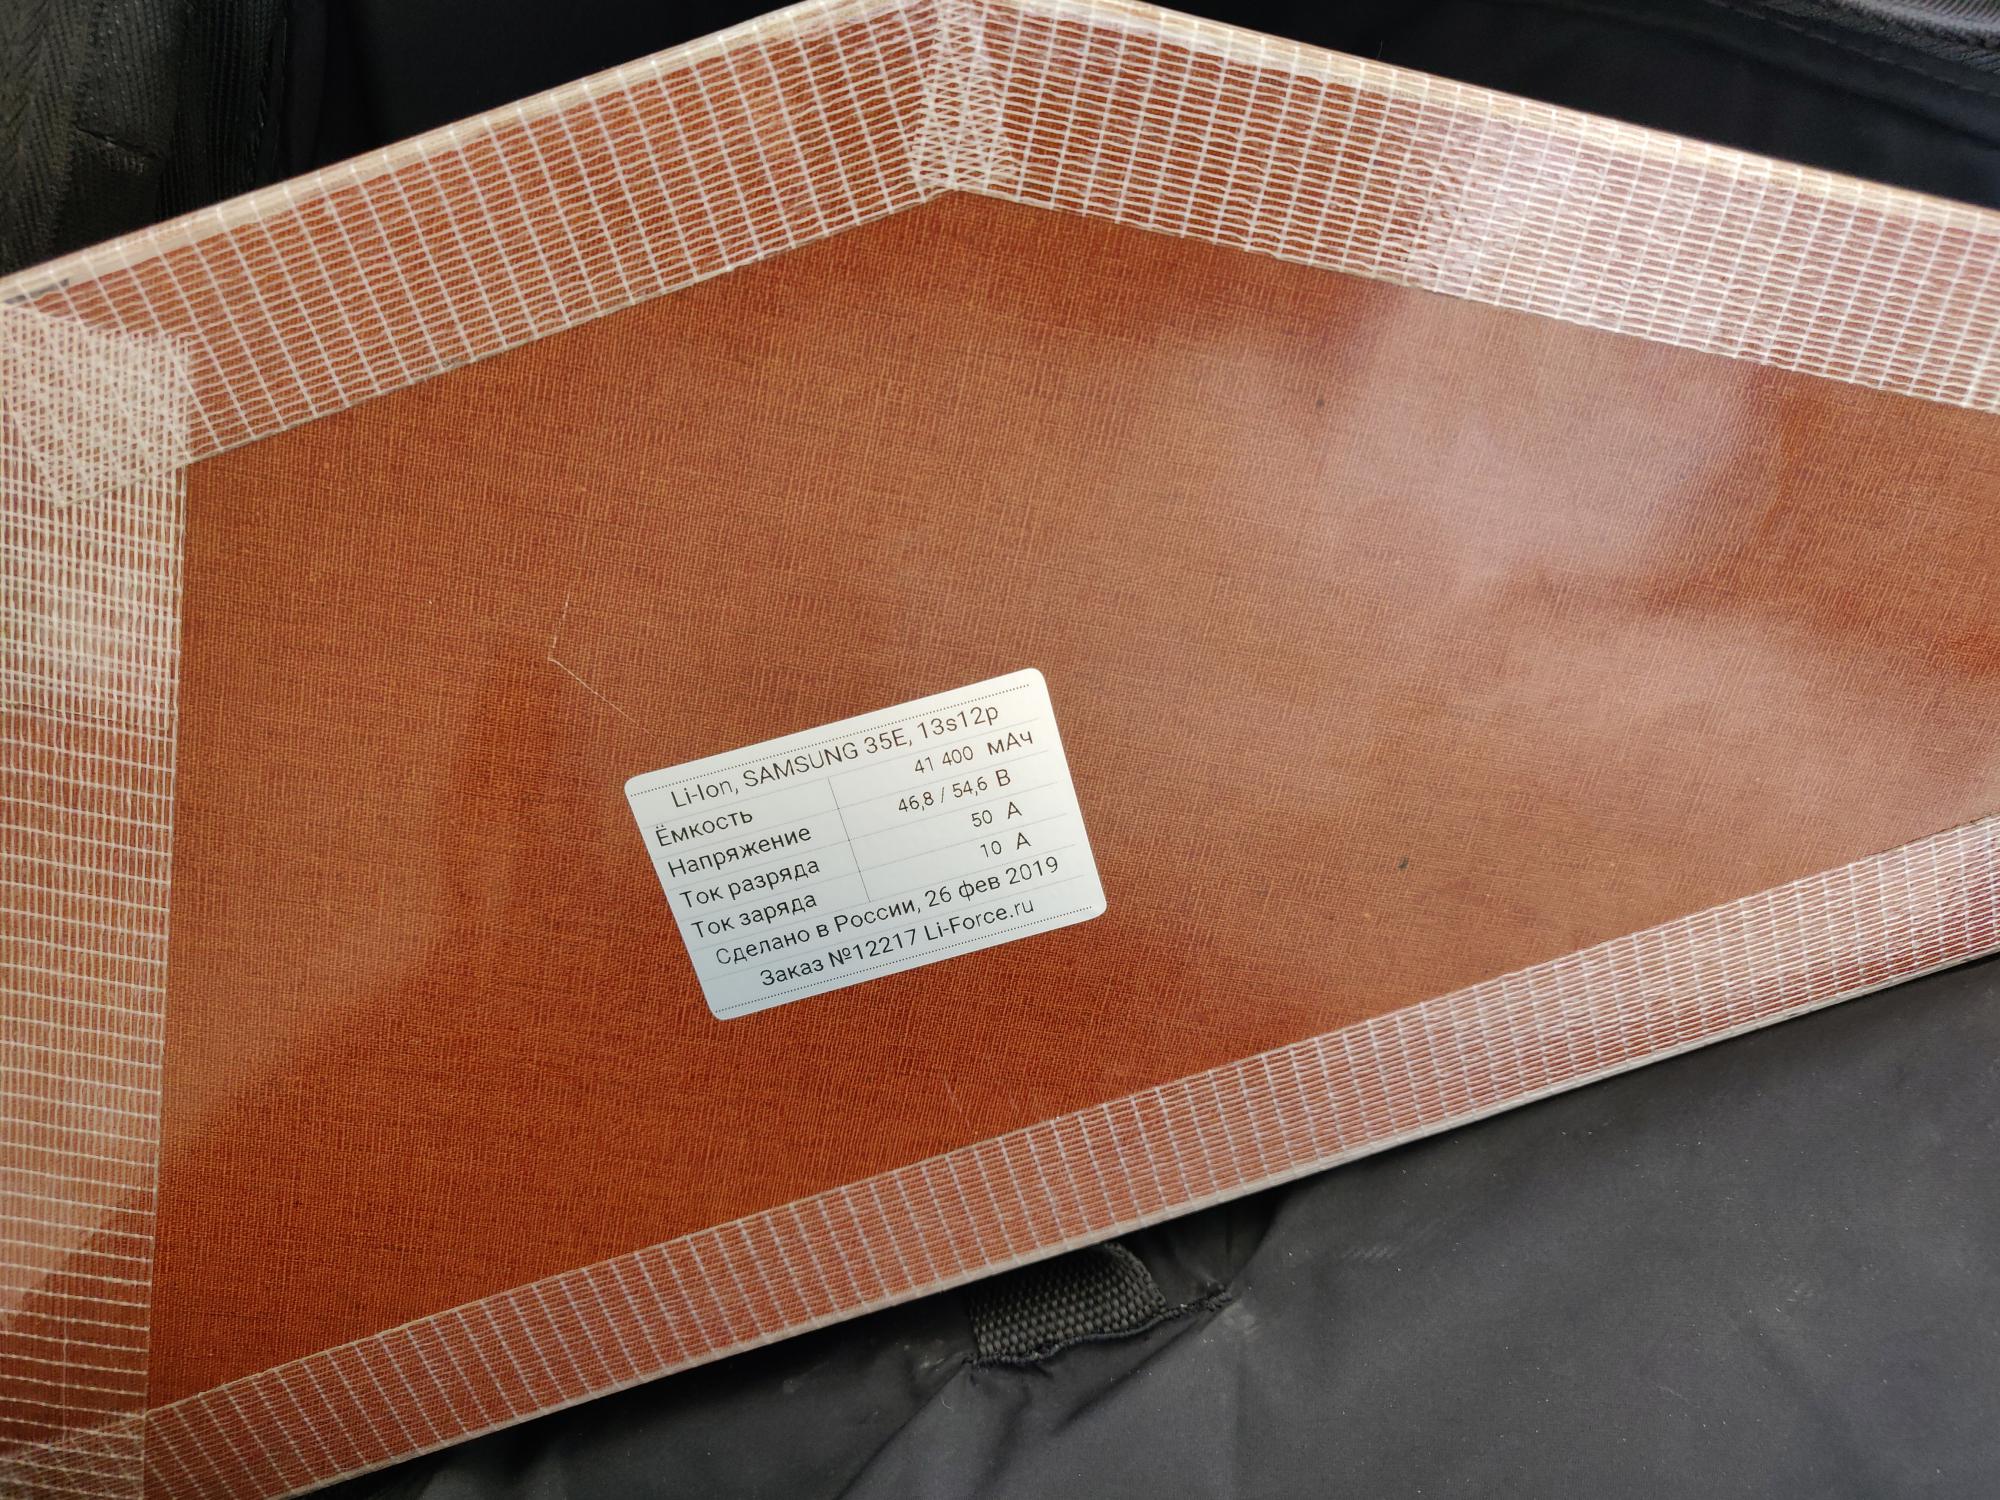 Li-Ion, SAMSUNG 35E, 13s12p
Ёмкость 41 400 мАч
Напряжение 46,8 / 54,6 В
Ток разряда 50 А
Ток заряда 10 А
Сделано в России, 26 фев 2019
Заказ №12217 Li-Force.ru